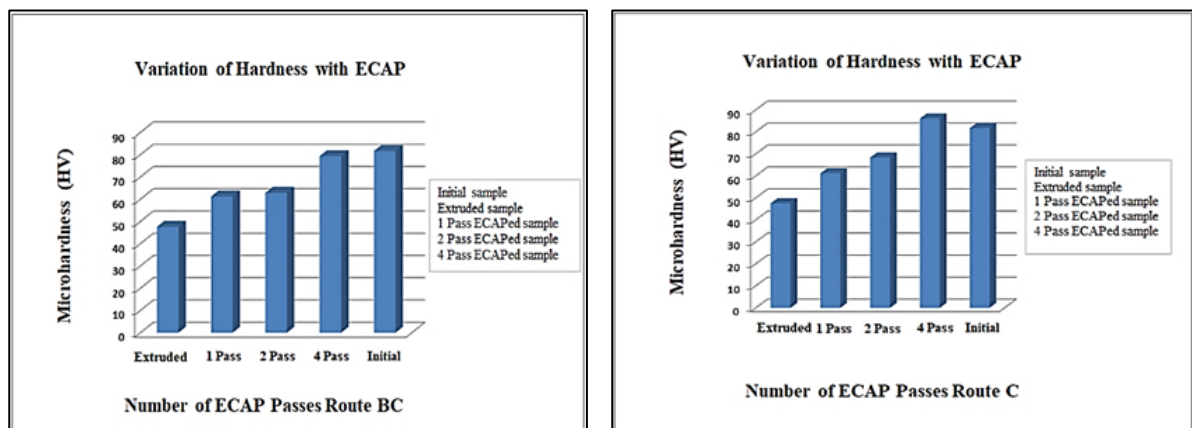 Variation of Hardness with ECAP
Microhardness (HV)
90
80
70
60
50
40
30
20
10
0
Extruded 1 Pass 2 Pass 4 Pass Initial
Initial sample
Extruded sample
1 Pass ECAPed sample
2 Pass ECAPed sample
4 Pass ECAPed sample
Number of ECAP Passes Route BC
Variation of Hardness with ECAP
Microhardness (HV)
90
80
70
60
50
40
30
20
10
0
Extruded 1 Pass 2 Pass 4 Pass Initial
Initial sample
Extruded sample
1 Pass ECAPed sample
2 Pass ECAPed sample
4 Pass ECAPed sample
Number of ECAP Passes Route C